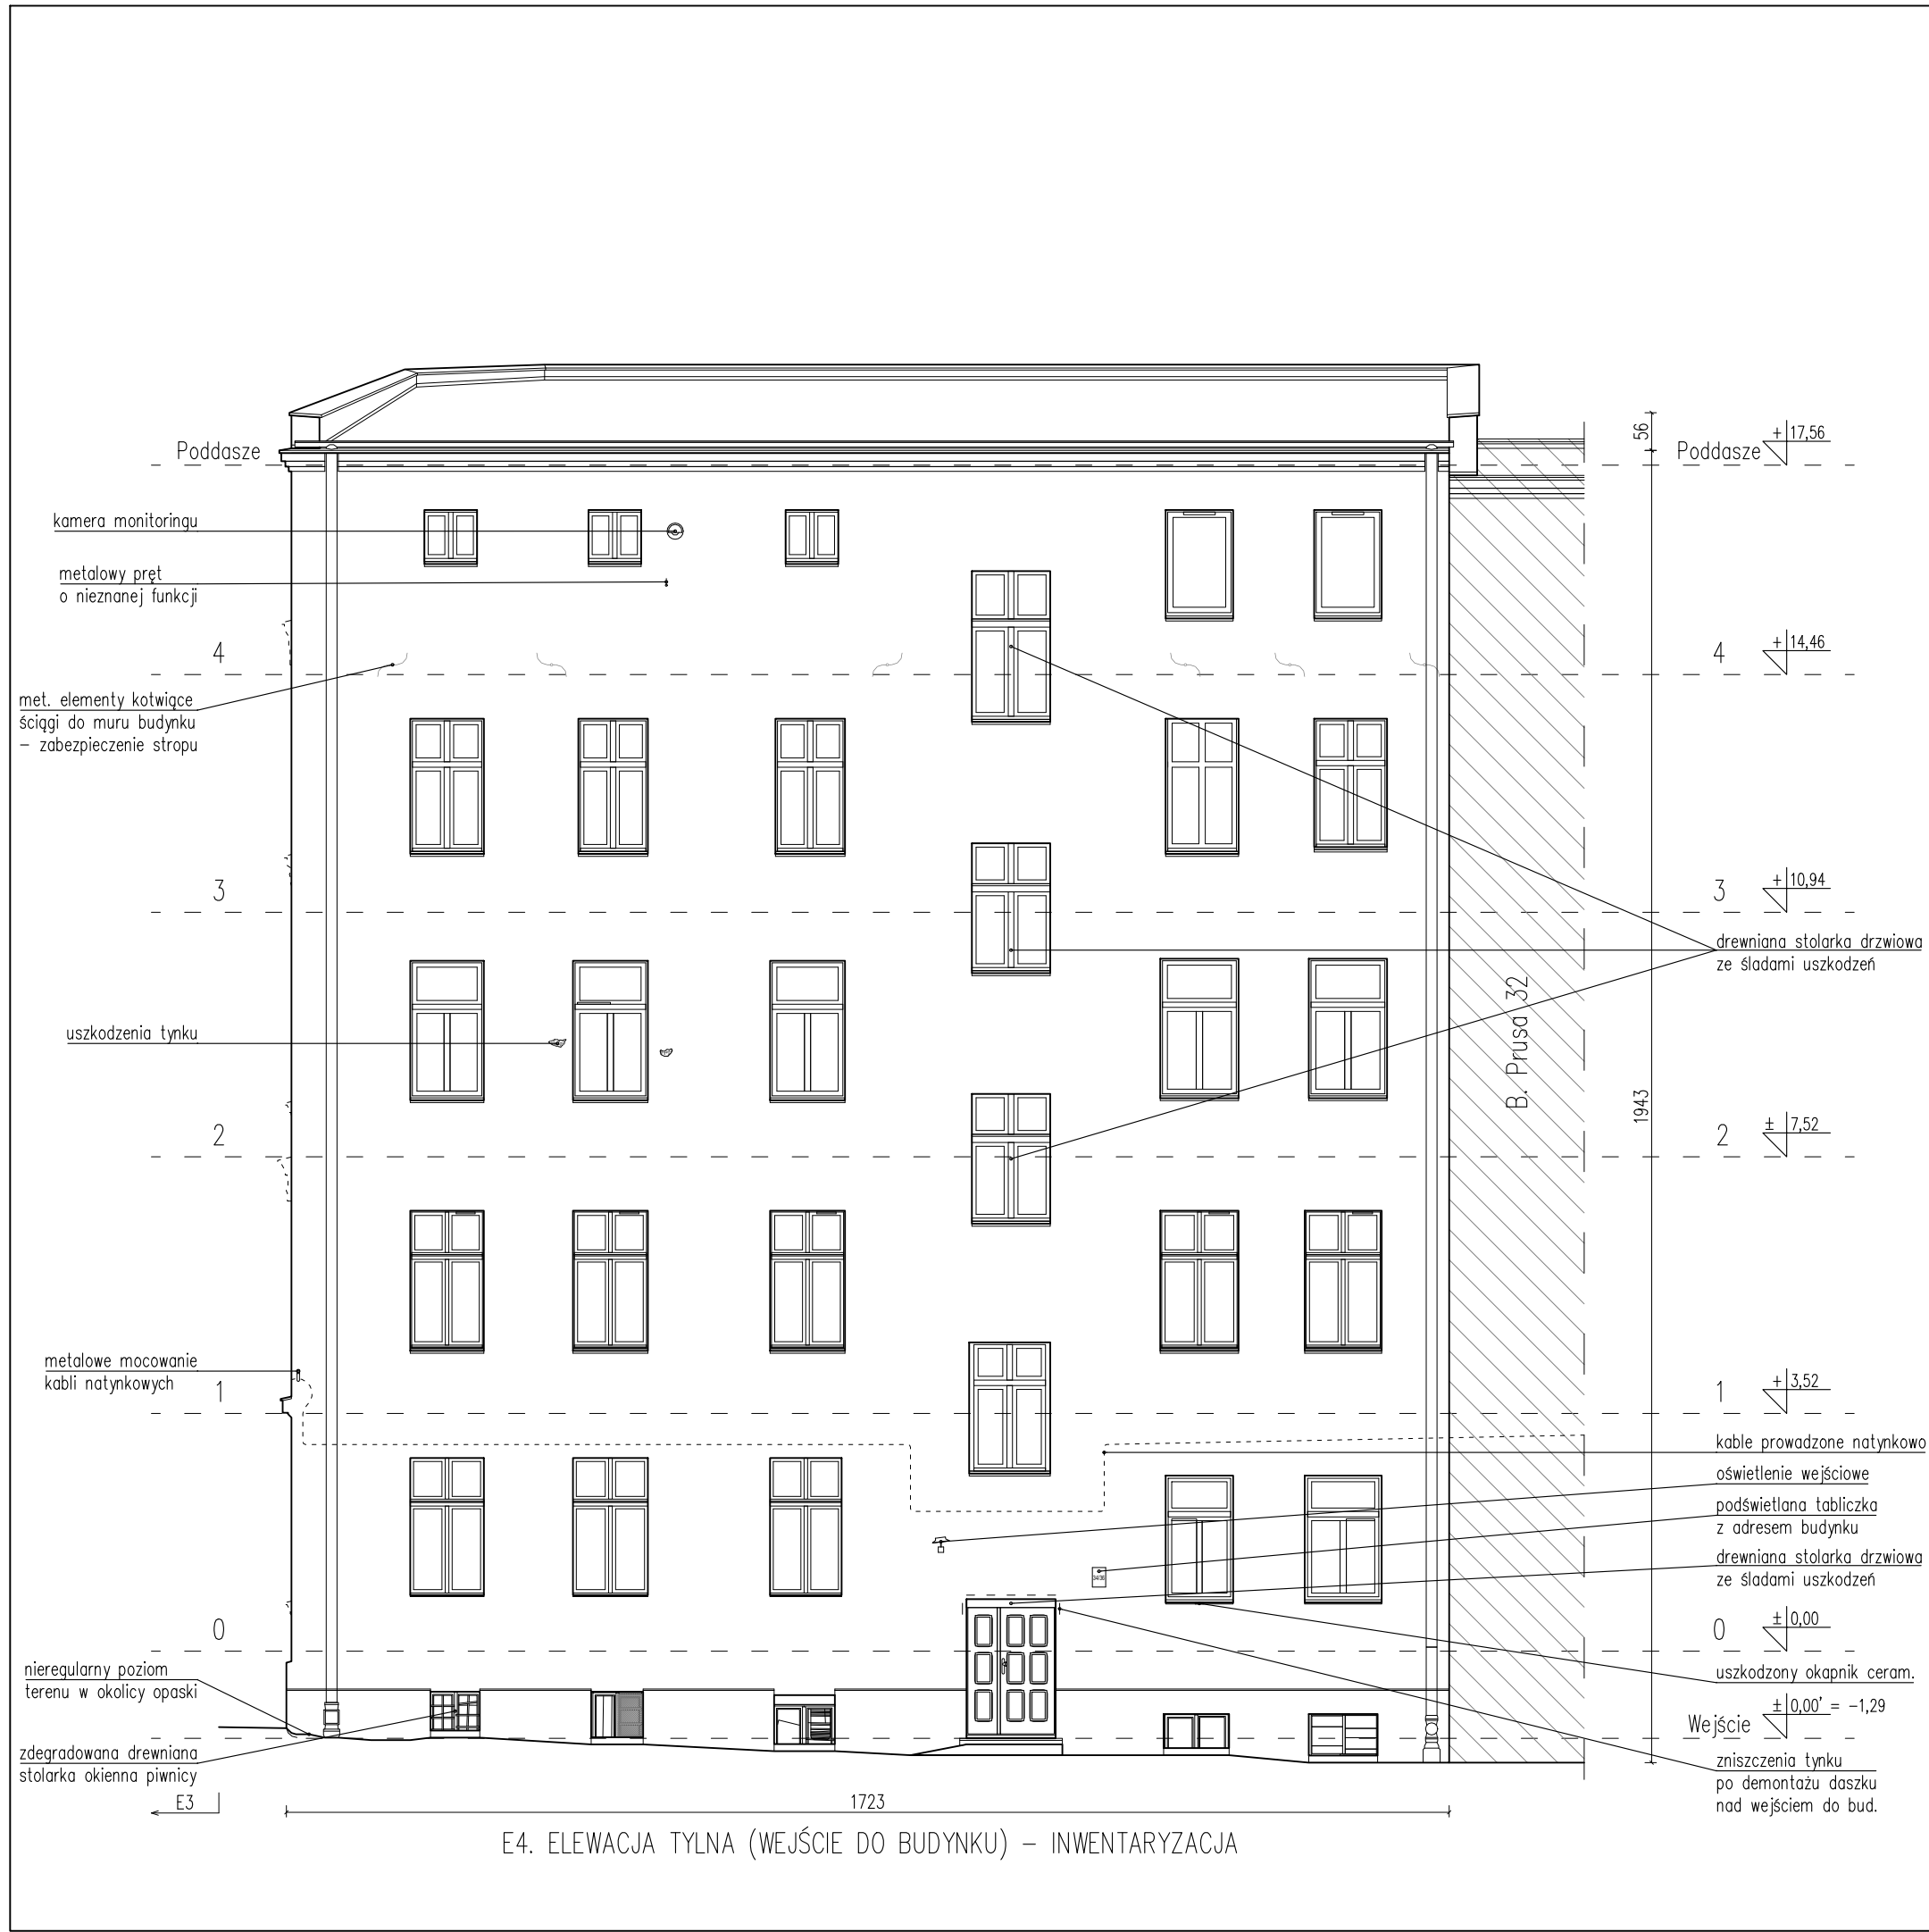 56
Poddasze
Poddasze
+ 17,56
kamera monitoringu
metalowy pręt
o nieznanej funkcji
4
4
+ 14,46
met. elementy kotwiące
ściągi do muru budynku
– zabezpieczenie stropu
3
3
+ 10,94
drewniana stolarka drzwiowa
ze śladami uszkodzeń
B. Prusa 32
uszkodzenia tynku
1943
2
2
± 7,52
metalowe mocowanie
kabli natynkowych
1
1
+ 3,52
kable prowadzone natynkowo
oświetlenie wejściowe
podświetlana tabliczka
z adresem budynku
34/36
drewniana stolarka drzwiowa
ze śladami uszkodzeń
0
0
± 0,00
nieregularny poziom
terenu w okolicy opaski
uszkodzony okapnik ceram.
Wejście
± 0,00' = –1,29
zdegradowana drewniana
stolarka okienna piwnicy
zniszczenia tynku
po demontażu daszku
nad wejściem do bud.
E3
1723
E4. ELEWACJA TYLNA (WEJŚCIE DO BUDYNKU) – INWENTARYZACJA